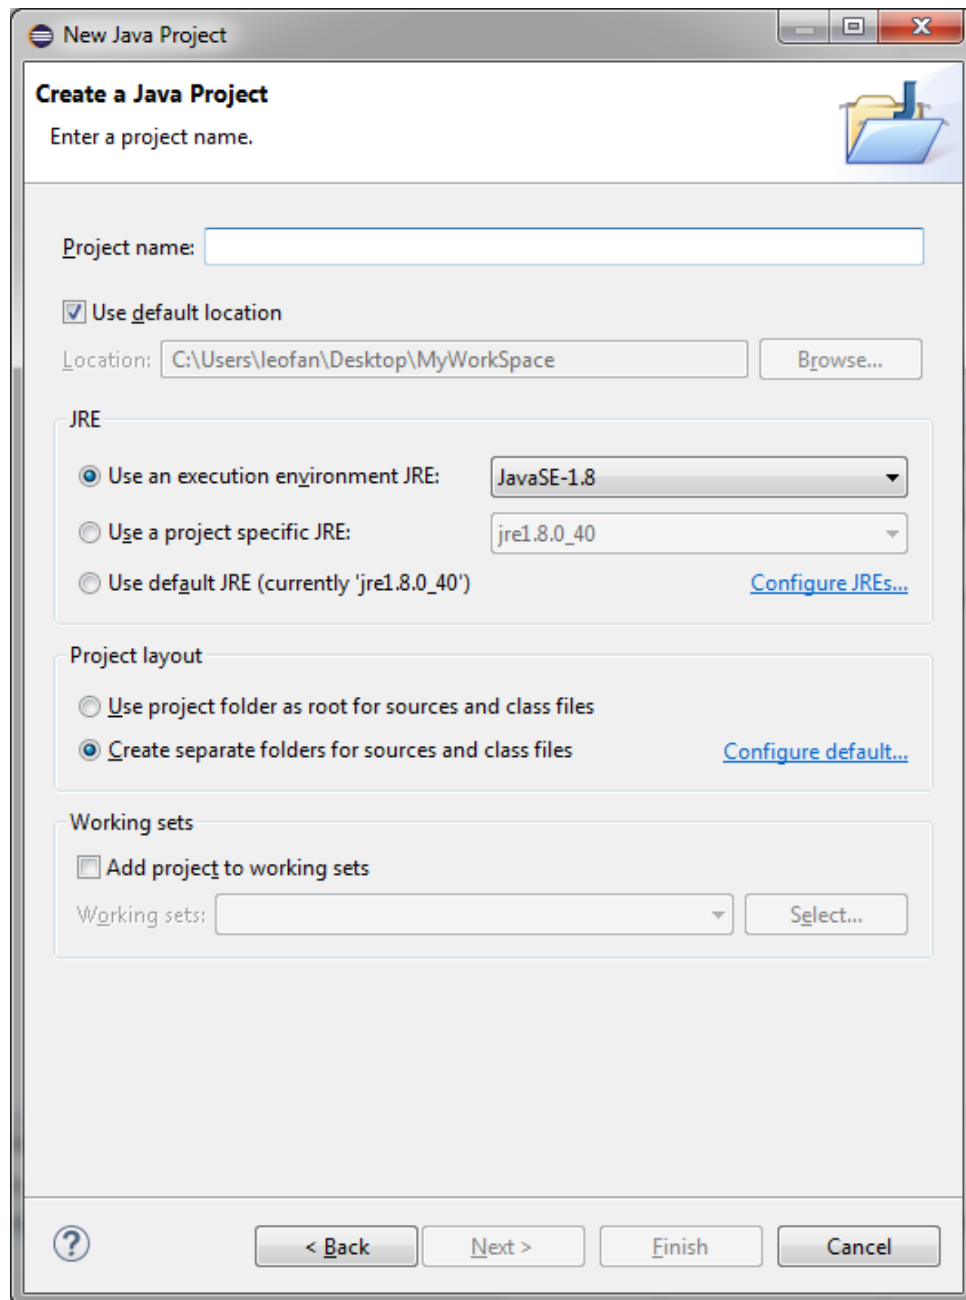 New Java Project
Create a Java Project
Enter a project name.
Project name:
Use default location
Location: C:\Users\leofan\Desktop\MyWorkSpace Browse...
JRE
Use an execution environment JRE: JavaSE-1.8
Use a project specific JRE: jre1.8.0_40
Use default JRE (currently 'jre1.8.0_40') Configure JREs...
Project layout
Use project folder as root for sources and class files
Create separate folders for sources and class files Configure default...
Working sets
Add project to working sets
Working sets: Select...
? < Back Next > Finish Cancel